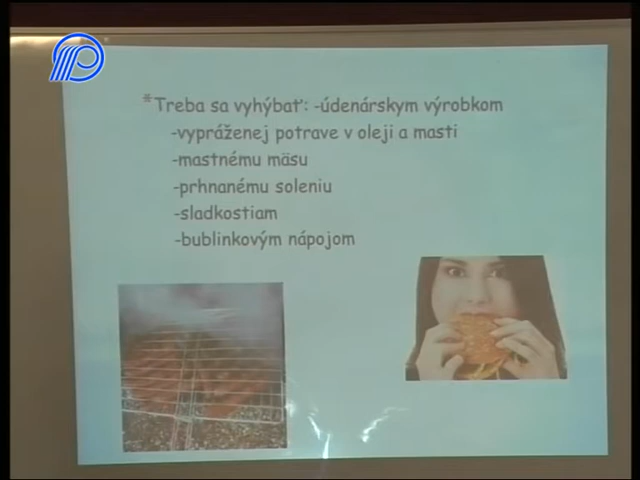 *Treba sa vyhýbať: -údenárskym výrobkom
-vyprážanej potrave v oleji a masti
-mastnému mäsu
-prhnanému soleniu
-sladkostiam
-bublinkovým nápojom